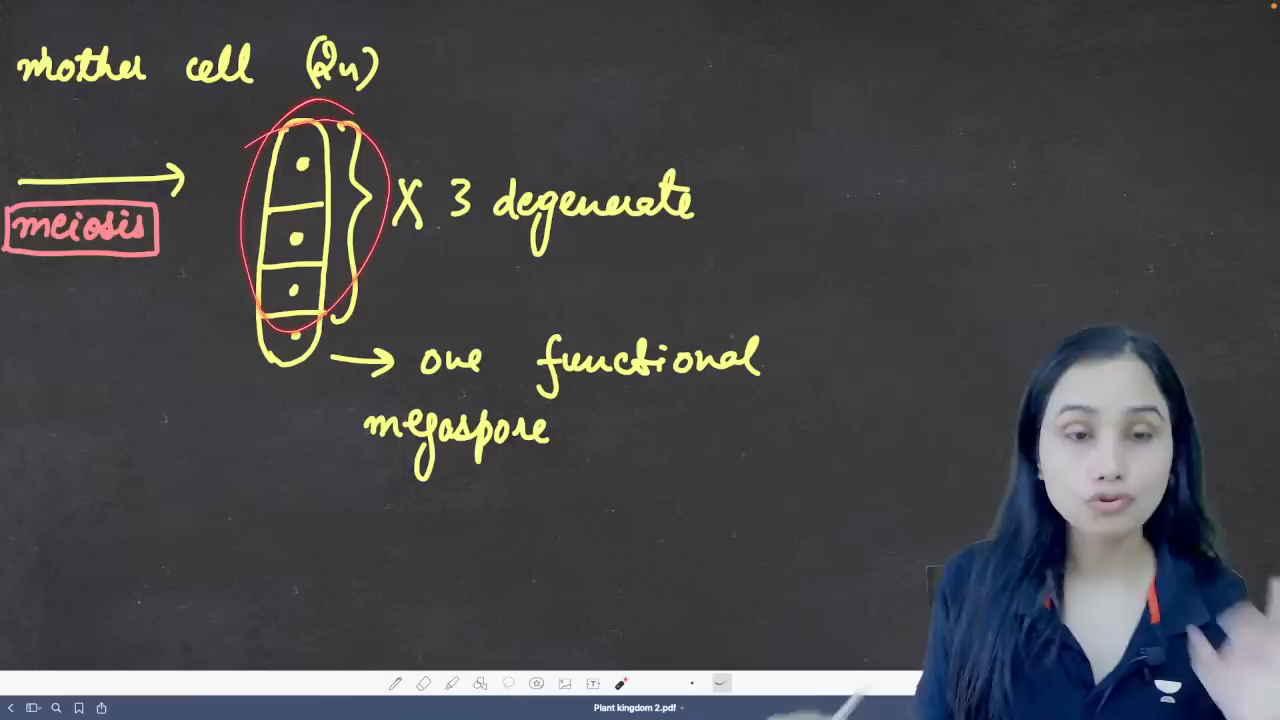 mother cell (2n)
meiosis
X 3 degenerate
→ one functional
megaspore
Plant kingdom 2.pdf